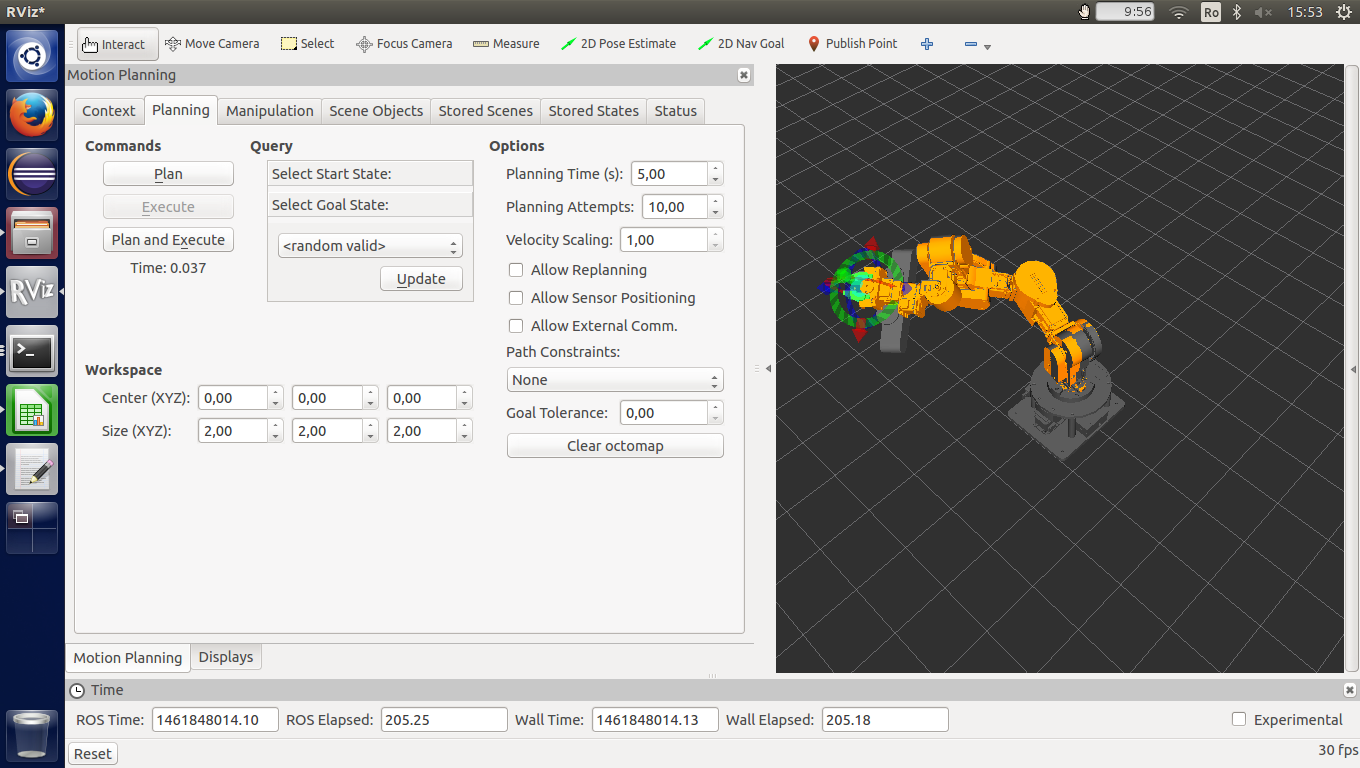 RViz*
9:56
Ro
15:53
Interact
Move Camera
Select
Focus Camera
Measure
2D Pose Estimate
2D Nav Goal
Publish Point
Motion Planning
Context
Planning
Manipulation
Scene Objects
Stored Scenes
Stored States
Status
Commands
Query
Options
Plan
Select Start State:
Planning Time (s):
5,00
Execute
Select Goal State:
Planning Attempts:
10,00
Plan and Execute
<random valid>
Velocity Scaling:
1,00
Time: 0.037
Update
Allow Replanning
Allow Sensor Positioning
Allow External Comm.
Path Constraints:
None
Workspace
Center (XYZ):
0,00
0,00
0,00
Goal Tolerance:
0,00
Size (XYZ):
2,00
2,00
2,00
Clear octomap
RViz
Motion Planning
Displays
Time
ROS Time:
1461848014.10
ROS Elapsed:
205.25
Wall Time:
1461848014.13
Wall Elapsed:
205.18
Experimental
Reset
30 fps